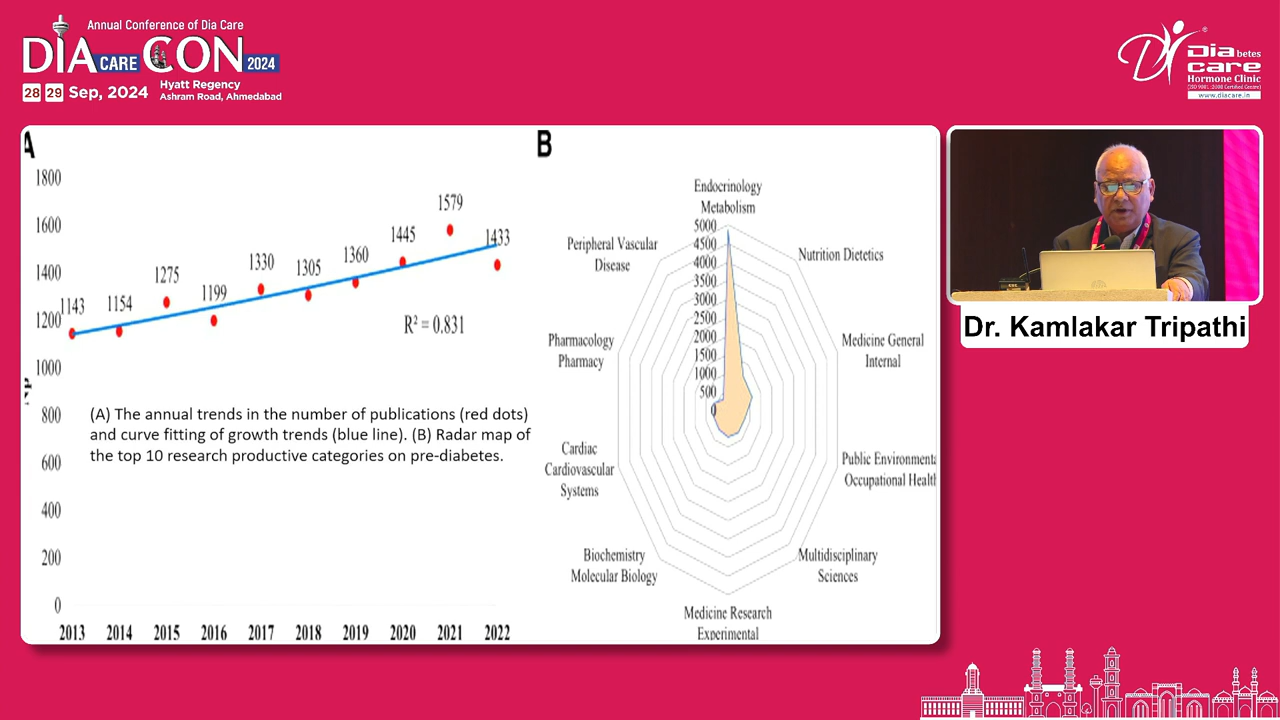 Annual Conference of Dia Care
DIA CARE CON 2024
28 29 Sep, 2024
Hyatt Regency
Ashram Road, Ahmedabad
Dia betes
care
Hormone Clinic
(ISO 9001 : 2008 Certified Centre)
www.diacare.in
A
1800
1600
1400
1200
1000
800
600
400
200
0
1143
1154
1275
1199
1330
1305
1360
1445
1579
1433
R² = 0.831
(A) The annual trends in the number of publications (red dots)
and curve fitting of growth trends (blue line). (B) Radar map of
the top 10 research productive categories on pre-diabetes.
2013 2014 2015 2016 2017 2018 2019 2020 2021 2022
B
Endocrinology
Metabolism
5000
4500
4000
3500
3000
2500
2000
1500
1000
500
0
Nutrition Dietetics
Medicine General
Internal
Public Environmenta
Occupational Healt
Multidisciplinary
Sciences
Medicine Research
Experimental
Biochemistry
Molecular Biology
Cardiac
Cardiovascular
Systems
Pharmacology
Pharmacy
Peripheral Vascular
Disease
Dr. Kamlakar Tripathi